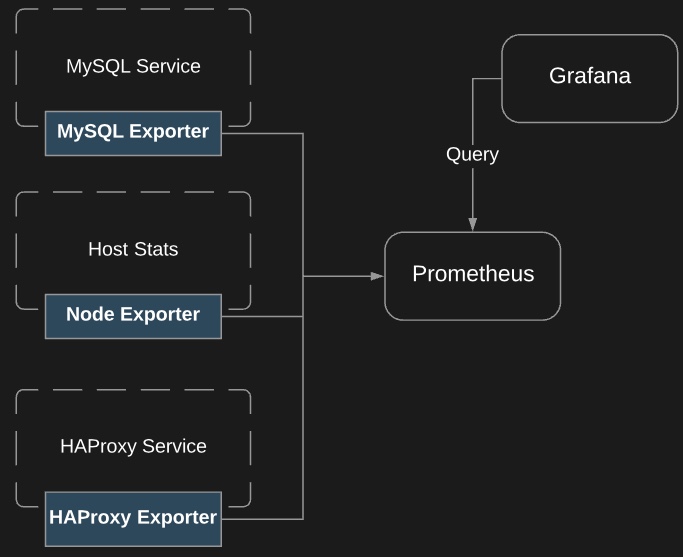 MySQL Service
MySQL Exporter
Host Stats
Node Exporter
HAProxy Service
HAProxy Exporter
Grafana
Query
Prometheus